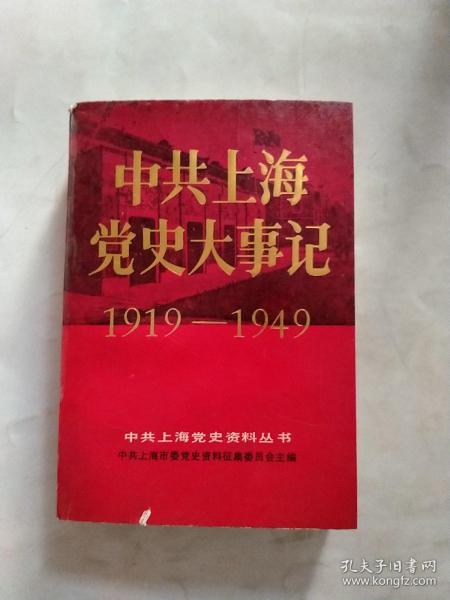 中共上海
党史大事记
1919—1949
中共上海党史资料丛书
中共上海市委党史资料征集委员会主编
孔夫子旧书网
www.kongfz.com